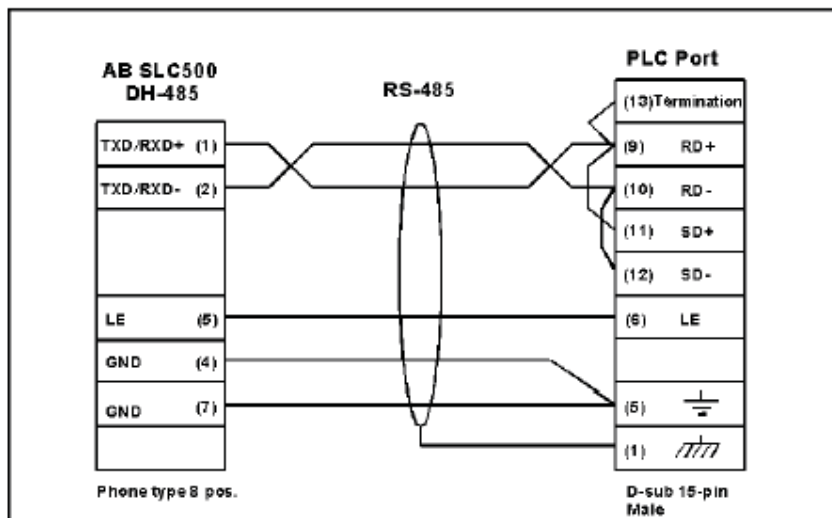 AB SLC500
DH-485
RS-485
PLC Port
TXD/RXD+ (1)
TXD/RXD- (2)
LE (5)
GND (4)
GND (7)
Phone type 8 pos.
(13) Termination
(9) RD+
(10) RD-
(11) SD+
(12) SD-
(6) LE
(5)
(1)
D-sub 15-pin
Male